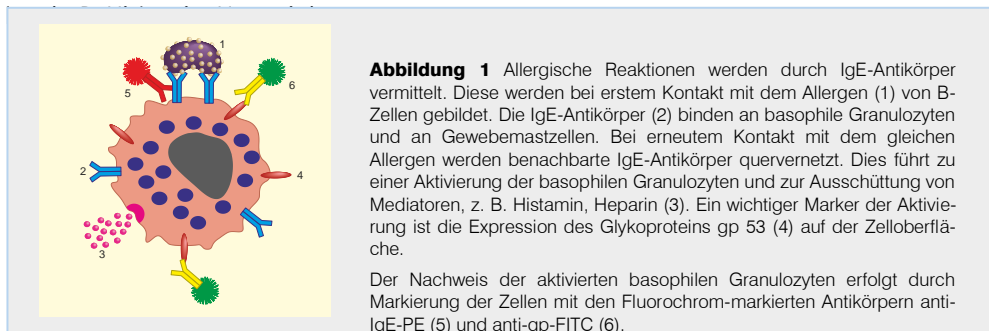 1
6
5
2
4
3
Abbildung 1 Allergische Reaktionen werden durch IgE-Antikörper
vermittelt. Diese werden bei erstem Kontakt mit dem Allergen (1) von B-
Zellen gebildet. Die IgE-Antikörper (2) binden an basophile Granulozyten
und an Gewebemastzellen. Bei erneutem Kontakt mit dem gleichen
Allergen werden benachbarte IgE-Antikörper quervernetzt. Dies führt zu
einer Aktivierung der basophilen Granulozyten und zur Ausschüttung von
Mediatoren, z. B. Histamin, Heparin (3). Ein wichtiger Marker der Aktivie-
rung ist die Expression des Glykoproteins gp 53 (4) auf der Zelloberflä-
che.
Der Nachweis der aktivierten basophilen Granulozyten erfolgt durch
Markierung der Zellen mit den Fluorochrom-markierten Antikörpern anti-
IgE-PE (5) und anti-gp-FITC (6).